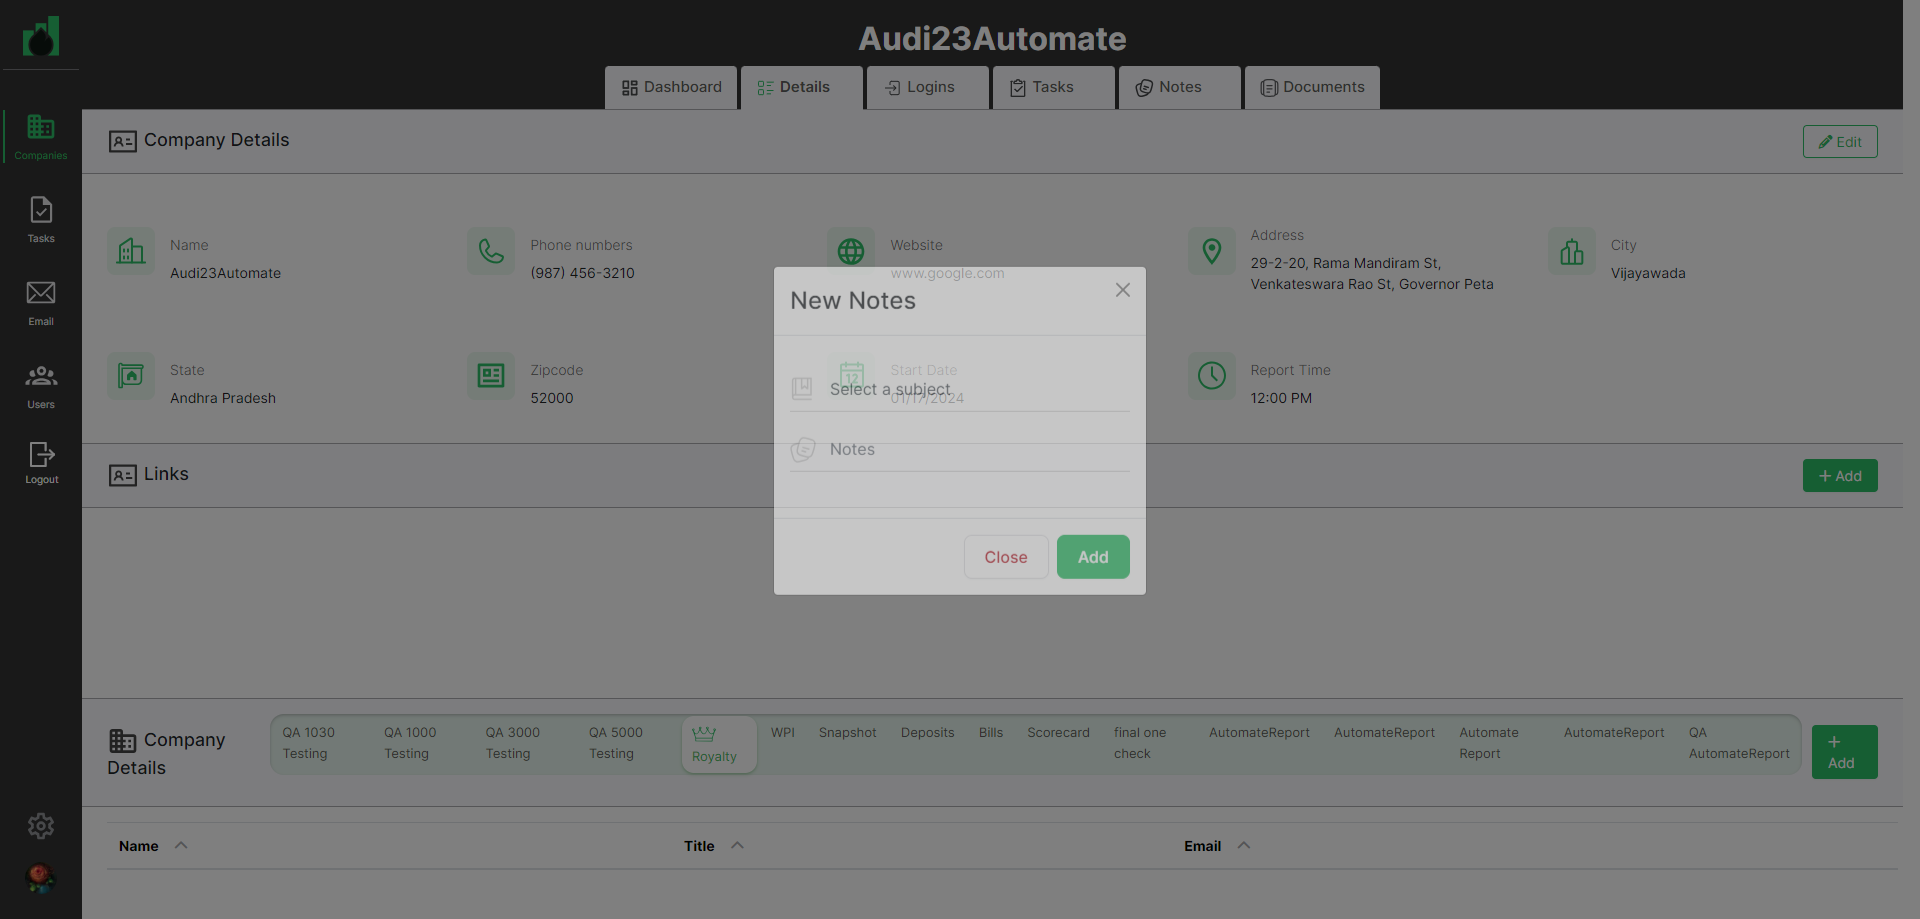 Audi23Automate
Dashboard
Details
Logins
Tasks
Notes
Documents
Companies
Tasks
Email
Users
Logout
Company Details
Edit
Name
Audi23Automate
Phone numbers
(987) 456-3210
Website
www.google.com
Address
29-2-20, Rama Mandiram St,
Venkateswara Rao St, Governor Peta
City
Vijayawada
State
Andhra Pradesh
Zipcode
52000
Start Date
12
01/17/2024
Report Time
12:00 PM
New Notes
Select a subject
Notes
Close
Add
Links
+ Add
Company
Details
QA 1030
Testing
QA 1000
Testing
QA 3000
Testing
QA 5000
Testing
Royalty
WPI
Snapshot
Deposits
Bills
Scorecard
final one
check
AutomateReport
AutomateReport
Automate
Report
AutomateReport
QA
AutomateReport
+
Add
Name
Title
Email